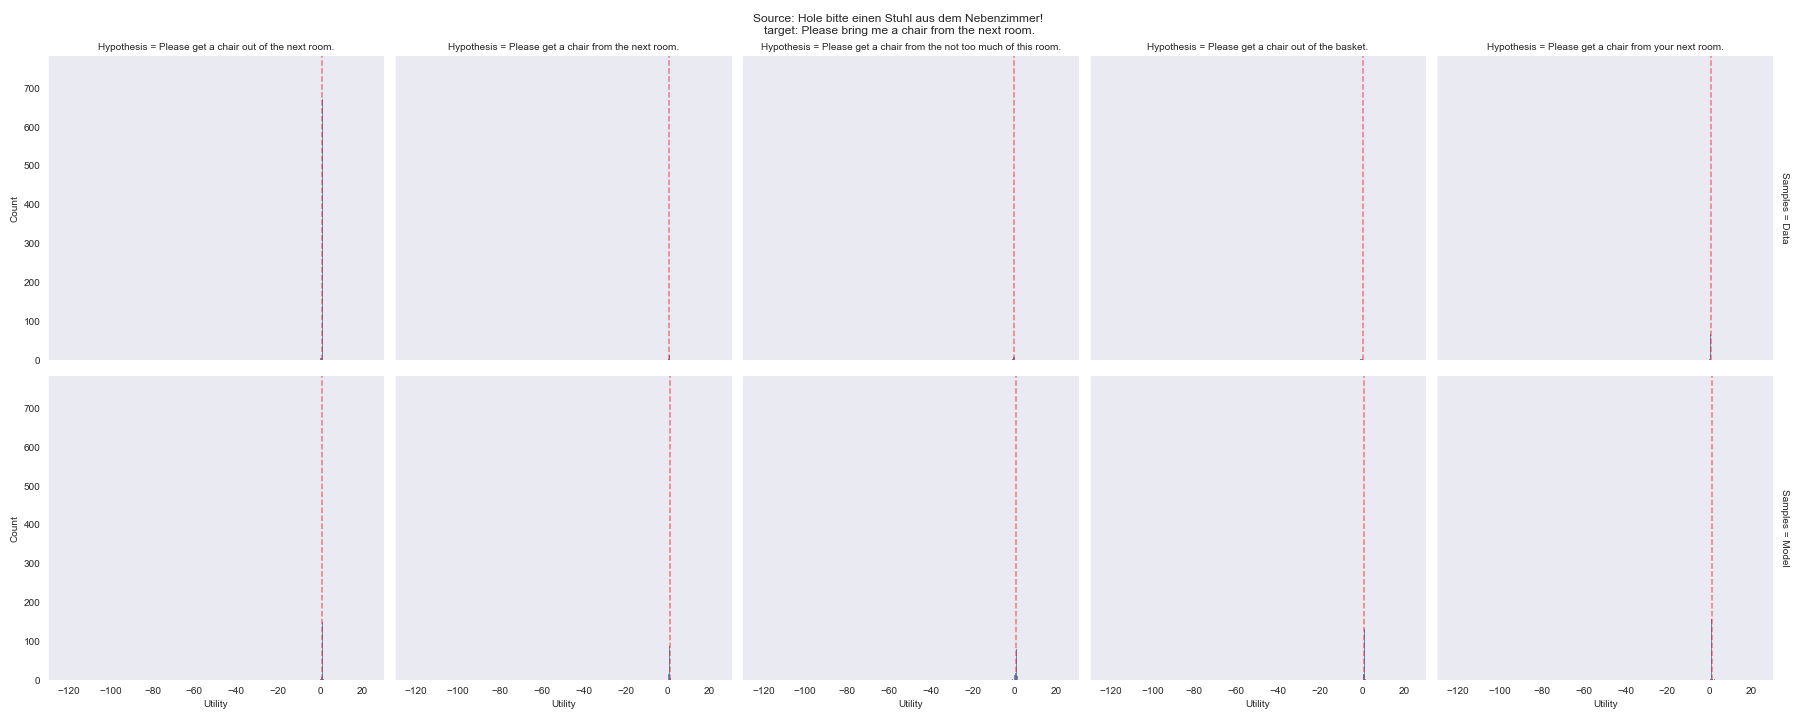 Source: Hole bitte einen Stuhl aus dem Nebenzimmer!
target: Please bring me a chair from the next room.
Hypothesis = Please get a chair out of the next room.
Hypothesis = Please get a chair from the next room.
Hypothesis = Please get a chair from the not too much of this room.
Hypothesis = Please get a chair out of the basket.
Hypothesis = Please get a chair from your next room.
700
600
500
400
300
200
100
0
Count
Samples = Data
700
600
500
400
300
200
100
0
Count
Samples = Model
−120 −100 −80 −60 −40 −20 0 20
−120 −100 −80 −60 −40 −20 0 20
−120 −100 −80 −60 −40 −20 0 20
−120 −100 −80 −60 −40 −20 0 20
−120 −100 −80 −60 −40 −20 0 20
Utility
Utility
Utility
Utility
Utility